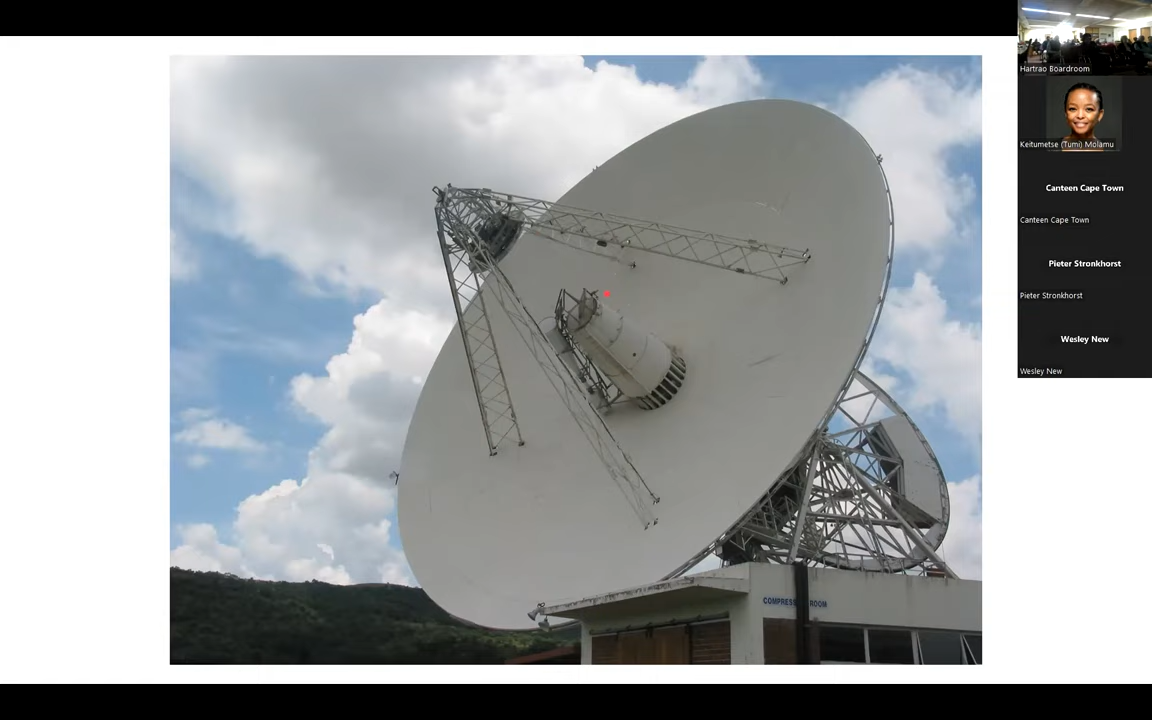 COMPRES ROOM
Hartrao Boardroom
Keitumetse (Tumi) Molamu
Canteen Cape Town
Canteen Cape Town
Pieter Stronkhorst
Pieter Stronkhorst
Wesley New
Wesley New